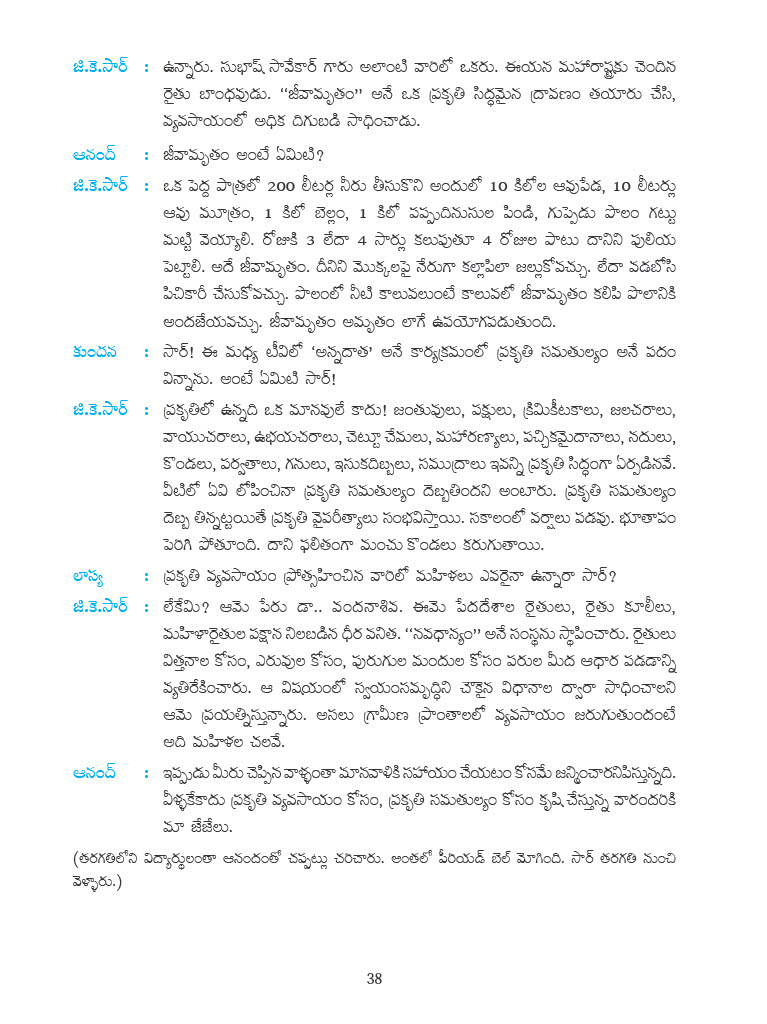 జి.కె.సార్ : ఉన్నారు. సుభాష్ సావేకార్ గారు అలాంటి వారిలో ఒకరు. ఈయన మహారాష్ట్రకు చెందిన
రైతు బాంధవుడు. “జీవామృతం” అనే ఒక ప్రకృతి సిద్ధమైన ద్రావణం తయారు చేసి,
వ్యవసాయంలో అధిక దిగుబడి సాధించాడు.
ఆనంద్ : జీవామృతం అంటే ఏమిటి?
జి.కె.సార్ : ఒక పెద్ద పాత్రలో 200 లీటర్ల నీరు తీసుకొని అందులో 10 కిలోల ఆవుపేడ, 10 లీటర్లు
ఆవు మూత్రం, 1 కిలో బెల్లం, 1 కిలో పప్పుదినుసుల పిండి, గుప్పెడు పొలం గట్టు
మట్టి వెయ్యాలి. రోజుకి 3 లేదా 4 సార్లు కలుపుతూ 4 రోజుల పాటు దానిని పులియ
పెట్టాలి. అదే జీవామృతం. దీనిని మొక్కలపై నేరుగా కల్లాపిలా జల్లుకోవచ్చు. లేదా వడబోసి
పిచికారీ చేసుకోవచ్చు. పొలంలో నీటి కాలువలుంటే కాలువలో జీవామృతం కలిపి పొలానికి
అందజేయవచ్చు. జీవామృతం అమృతం లాగే ఉపయోగపడుతుంది.
కుందన : సార్! ఈ మధ్య టీవిలో ‘అన్నదాత’ అనే కార్యక్రమంలో ప్రకృతి సమతుల్యం అనే పదం
విన్నాను. అంటే ఏమిటి సార్!
జి.కె.సార్ : ప్రకృతిలో ఉన్నది ఒక మానవులే కాదు! జంతువులు, పక్షులు, క్రిమికీటకాలు, జలచరాలు,
వాయుచరాలు, ఉభయచరాలు, చెట్టూ చేమలు, మహారణ్యాలు, పచ్చికమైదానాలు, నదులు,
కొండలు, పర్వతాలు, గనులు, ఇసుకదిబ్బలు, సముద్రాలు ఇవన్ని ప్రకృతి సిద్ధంగా ఏర్పడినవే.
వీటిలో ఏవి లోపించినా ప్రకృతి సమతుల్యం దెబ్బతిందని అంటారు. ప్రకృతి సమతుల్యం
దెబ్బ తిన్నట్టయితే ప్రకృతి వైపరీత్యాలు సంభవిస్తాయి. సకాలంలో వర్షాలు పడవు. భూతాపం
పెరిగి పోతూంది. దాని ఫలితంగా మంచు కొండలు కరుగుతాయి.
లాస్య : ప్రకృతి వ్యవసాయం ప్రోత్సహించిన వారిలో మహిళలు ఎవరైనా ఉన్నారా సార్?
జి.కె.సార్ : లేకేమి? ఆమె పేరు డా.. వందనాశివ. ఈమె పేదదేశాల రైతులు, రైతు కూలీలు,
మహిళారైతుల పక్షాన నిలబడిన ధీర వనిత. “నవధాన్యం” అనే సంస్థను స్థాపించారు. రైతులు
విత్తనాల కోసం, ఎరువుల కోసం, పురుగుల మందుల కోసం పరుల మీద ఆధార పడడాన్ని
వ్యతిరేకించారు. ఆ విషయంలో స్వయంసమృద్ధిని చౌకైన విధానాల ద్వారా సాధించాలని
ఆమె ప్రయత్నిస్తున్నారు. అసలు గ్రామీణ ప్రాంతాలలో వ్యవసాయం జరుగుతుందంటే
అది మహిళల చలవే.
ఆనంద్ : ఇప్పుడు మీరు చెప్పిన వాళ్ళంతా మానవాళికి సహాయం చేయటం కోసమే జన్మించారనిపిస్తున్నది.
వీళ్ళకేకాదు ప్రకృతి వ్యవసాయం కోసం, ప్రకృతి సమతుల్యం కోసం కృషి చేస్తున్న వారందరికి
మా జేజేలు.
(తరగతిలోని విద్యార్థులంతా ఆనందంతో చప్పట్లు చరిచారు. అంతలో పీరియడ్ బెల్ మోగింది. సార్ తరగతి నుంచి
వెళ్ళారు.)
38